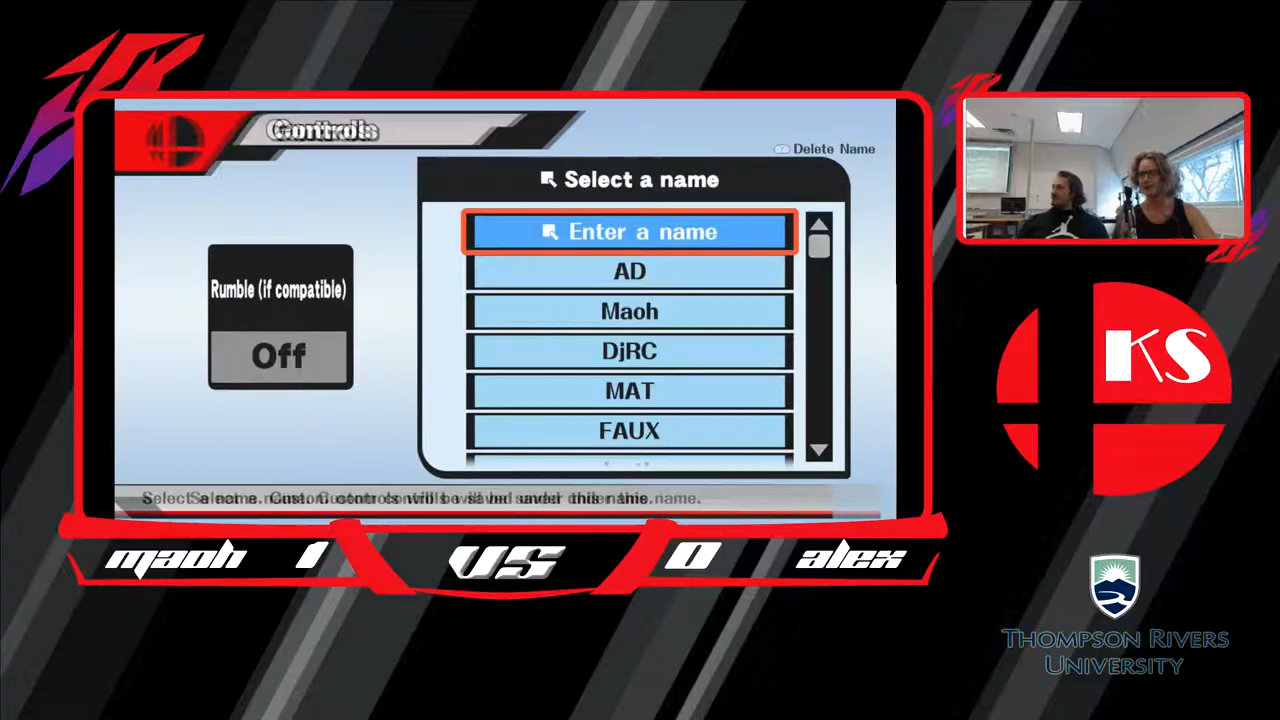 Controls
Delete Name
Select a name
Enter a name
AD
Maoh
DjRC
MAT
FAUX
Rumble (if compatible)
Off
KS
maoh 1 VS 0 alex
Thompson Rivers
University